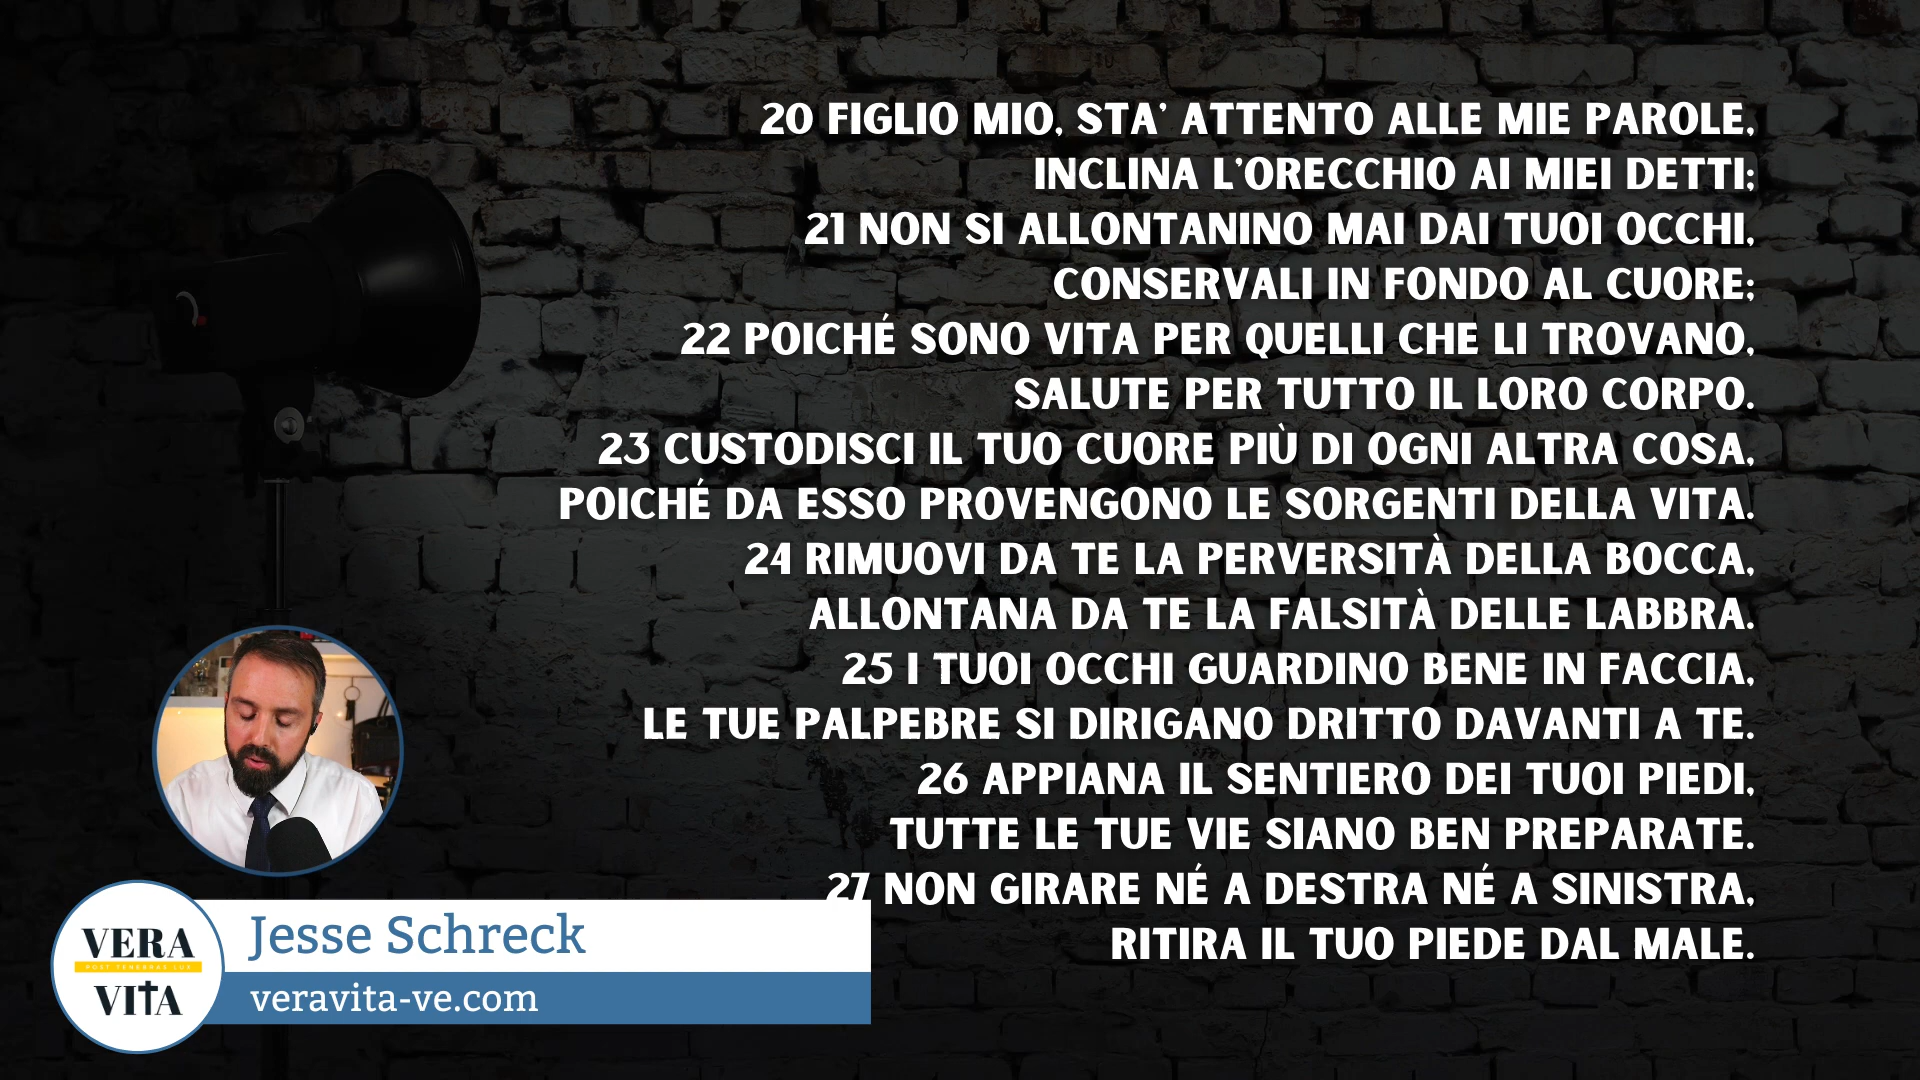 20 FIGLIO MIO, STA' ATTENTO ALLE MIE PAROLE,
INCLINA L'ORECCHIO AI MIEI DETTI;
21 NON SI ALLONTANINO MAI DAI TUOI OCCHI,
CONSERVALI IN FONDO AL CUORE;
22 POICHÉ SONO VITA PER QUELLI CHE LI TROVANO,
SALUTE PER TUTTO IL LORO CORPO.
23 CUSTODISCI IL TUO CUORE PIÙ DI OGNI ALTRA COSA,
POICHÉ DA ESSO PROVENGONO LE SORGENTI DELLA VITA.
24 RIMUOVI DA TE LA PERVERSITÀ DELLA BOCCA,
ALLONTANA DA TE LA FALSITÀ DELLE LABBRA.
25 I TUOI OCCHI GUARDINO BENE IN FACCIA,
LE TUE PALPEBRE SI DIRIGANO DRITTO DAVANTI A TE.
26 APPIANA IL SENTIERO DEI TUOI PIEDI,
TUTTE LE TUE VIE SIANO BEN PREPARATE.
27 NON GIRARE NÉ A DESTRA NÉ A SINISTRA,
RITIRA IL TUO PIEDE DAL MALE.
VERA
POST TENEBRAS LUX
VITA
Jesse Schreck
veravita-ve.com